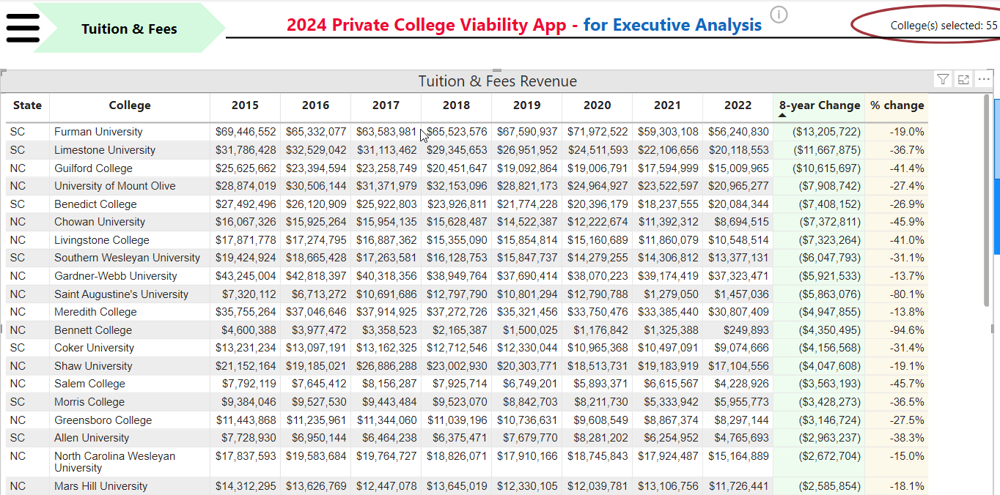 Tuition & Fees
2024 Private College Viability App - for Executive Analysis
i
College(s) selected: 55
Tuition & Fees Revenue
State College 2015 2016 2017 2018 2019 2020 2021 2022 8-year Change % change
SC Furman University $69,446,552 $65,332,077 $63,583,981 $65,523,576 $67,590,937 $71,972,522 $59,303,108 $56,240,830 ($13,205,722) -19.0%
SC Limestone University $31,786,428 $32,529,042 $31,113,462 $29,345,653 $26,951,952 $24,511,593 $22,106,656 $20,118,553 ($11,667,875) -36.7%
NC Guilford College $25,625,662 $23,394,594 $23,258,749 $20,451,647 $19,092,864 $19,006,791 $17,594,999 $15,009,965 ($10,615,697) -41.4%
NC University of Mount Olive $28,874,019 $30,506,144 $31,371,979 $32,153,096 $28,821,173 $24,964,927 $23,522,597 $20,965,277 ($7,908,742) -27.4%
SC Benedict College $27,492,496 $26,120,909 $25,922,803 $23,926,811 $21,774,228 $20,396,179 $18,237,555 $20,084,344 ($7,408,152) -26.9%
NC Chowan University $16,067,326 $15,925,264 $15,954,135 $15,628,487 $14,522,387 $12,222,674 $11,392,312 $8,694,515 ($7,372,811) -45.9%
NC Livingstone College $17,871,778 $17,274,795 $16,887,362 $15,355,090 $15,854,814 $15,160,689 $11,860,079 $10,548,514 ($7,323,264) -41.0%
SC Southern Wesleyan University $19,424,924 $18,665,428 $17,263,581 $16,128,753 $15,847,737 $14,279,255 $14,306,812 $13,377,131 ($6,047,793) -31.1%
NC Gardner-Webb University $43,245,004 $42,818,397 $40,318,356 $38,949,764 $37,690,414 $38,070,223 $39,174,419 $37,323,471 ($5,921,533) -13.7%
NC Saint Augustine's University $7,320,112 $6,713,272 $10,691,686 $12,797,790 $10,801,294 $12,790,788 $1,279,050 $1,457,036 ($5,863,076) -80.1%
NC Meredith College $35,755,264 $37,046,646 $37,914,925 $37,272,726 $35,321,456 $33,750,476 $33,385,440 $30,807,409 ($4,947,855) -13.8%
NC Bennett College $4,600,388 $3,977,472 $3,358,523 $2,165,387 $1,500,025 $1,176,842 $1,325,388 $249,893 ($4,350,495) -94.6%
SC Coker University $13,231,234 $13,097,191 $13,162,325 $12,712,546 $12,330,044 $10,965,368 $10,497,091 $9,074,666 ($4,156,568) -31.4%
NC Shaw University $21,152,164 $19,185,021 $26,886,288 $23,002,930 $20,303,771 $18,513,731 $19,183,919 $17,104,556 ($4,047,608) -19.1%
NC Salem College $7,792,119 $7,645,412 $8,156,287 $7,925,714 $6,749,201 $5,893,371 $6,615,567 $4,228,926 ($3,563,193) -45.7%
SC Morris College $9,384,046 $9,527,530 $9,443,484 $9,523,070 $8,842,703 $8,211,730 $5,333,942 $5,955,773 ($3,428,273) -36.5%
NC Greensboro College $11,443,868 $11,235,961 $11,344,060 $11,039,196 $10,736,631 $9,608,549 $8,867,374 $8,297,144 ($3,146,724) -27.5%
SC Allen University $7,728,930 $6,950,144 $6,464,238 $6,375,471 $7,679,770 $8,281,202 $6,254,952 $4,765,693 ($2,963,237) -38.3%
NC North Carolina Wesleyan $17,837,593 $19,583,684 $19,764,727 $18,826,071 $17,910,166 $18,745,843 $17,924,487 $15,164,889 ($2,672,704) -15.0%
University
NC Mars Hill University $14,312,295 $13,626,769 $12,447,078 $13,645,019 $12,330,105 $12,039,781 $13,106,756 $11,726,441 ($2,585,854) -18.1%